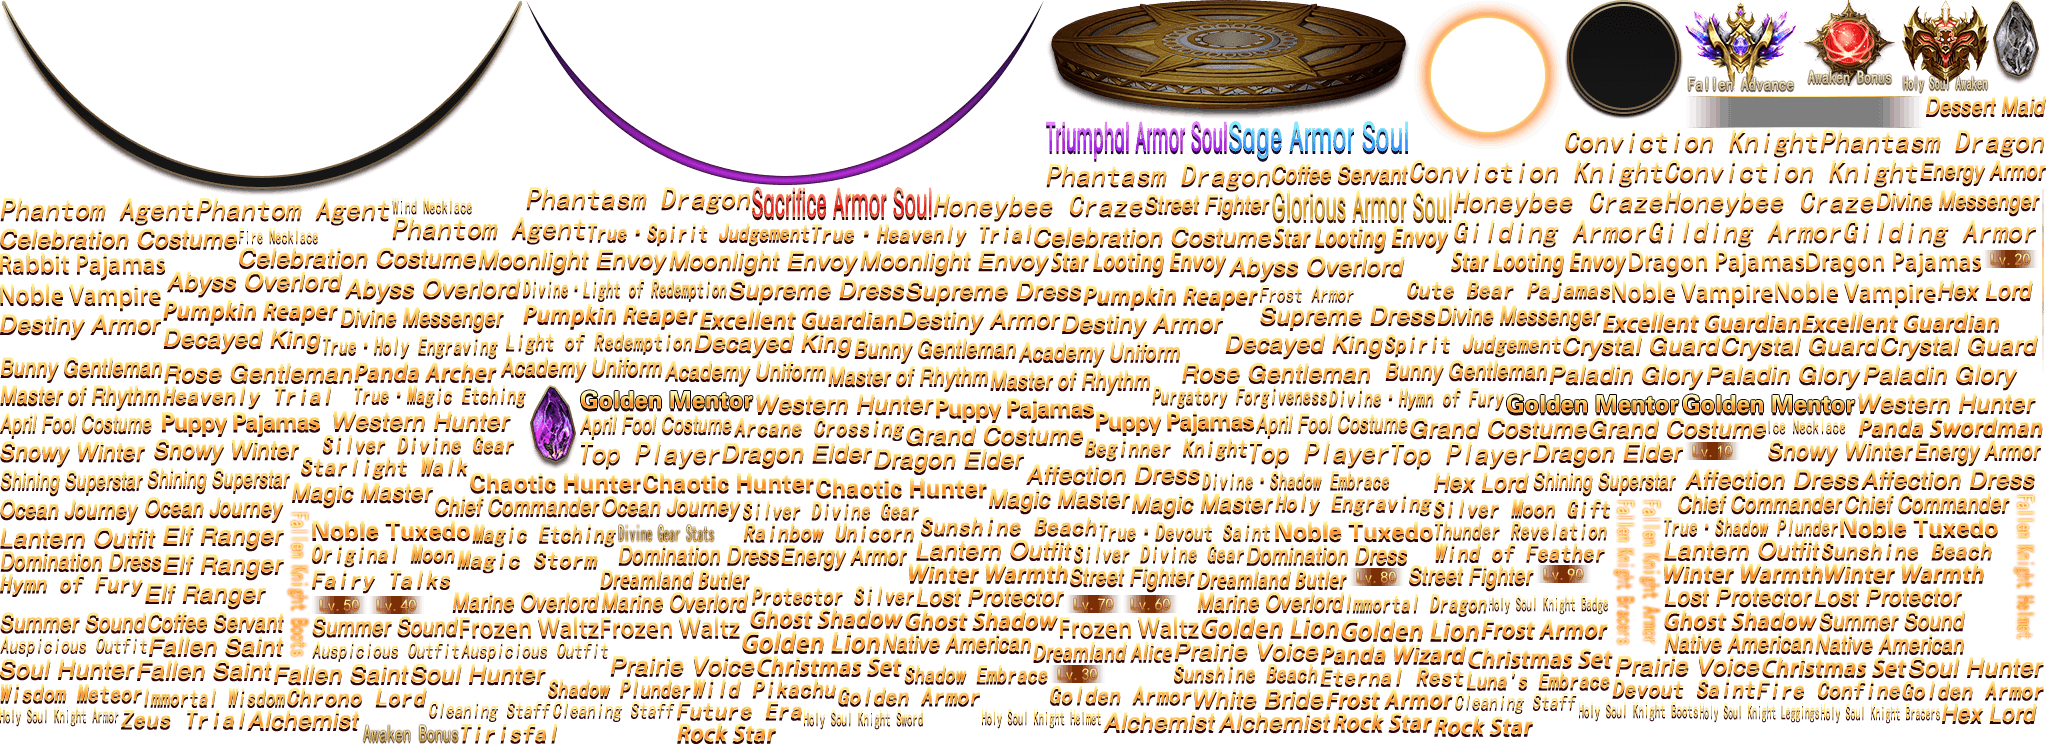 Fallen Advance
Awaken Bonus
Holy Soul Awaken
Dessert Maid
Triumphal Armor Soul
Sage Armor Soul
Conviction Knight
Phantasm Dragon
Phantasm Dragon
Coffee Servant
Conviction Knight
Conviction Knight
Energy Armor
Phantom Agent
Phantom Agent
Wind Necklace
Phantasm Dragon
Sacrifice Armor Soul
Honeybee Craze
Street Fighter
Glorious Armor Soul
Honeybee Craze
Honeybee Craze
Divine Messenger
Celebration Costume
Fire Necklace
Phantom Agent
True·Spirit Judgement
True·Heavenly Trial
Celebration Costume
Star Looting Envoy
Gilding Armor
Gilding Armor
Gilding Armor
Rabbit Pajamas
Celebration Costume
Moonlight Envoy
Moonlight Envoy
Moonlight Envoy
Star Looting Envoy
Abyss Overlord
Star Looting Envoy
Dragon Pajamas
Dragon Pajamas
Lv.20
Noble Vampire
Abyss Overlord
Abyss Overlord
Divine·Light of Redemption
Supreme Dress
Supreme Dress
Pumpkin Reaper
Frost Armor
Cute Bear Pajamas
Noble Vampire
Noble Vampire
Hex Lord
Destiny Armor
Pumpkin Reaper
Divine Messenger
Pumpkin Reaper
Excellent Guardian
Destiny Armor
Destiny Armor
Supreme Dress
Divine Messenger
Excellent Guardian
Excellent Guardian
Decayed King
True·Holy Engraving
Light of Redemption
Decayed King
Bunny Gentleman
Academy Uniform
Decayed King
Spirit Judgement
Crystal Guard
Crystal Guard
Crystal Guard
Bunny Gentleman
Rose Gentleman
Panda Archer
Academy Uniform
Academy Uniform
Master of Rhythm
Master of Rhythm
Rose Gentleman
Bunny Gentleman
Paladin Glory
Paladin Glory
Paladin Glory
Master of Rhythm
Heavenly Trial
True·Magic Etching
Golden Mentor
Western Hunter
Puppy Pajamas
Purgatory Forgiveness
Divine·Hymn of Fury
Golden Mentor
Golden Mentor
Western Hunter
April Fool Costume
Puppy Pajamas
Western Hunter
April Fool Costume
Arcane Crossing
Grand Costume
Puppy Pajamas
April Fool Costume
Grand Costume
Grand Costume
Ice Necklace
Panda Swordman
Snowy Winter
Snowy Winter
Silver Divine Gear
Top Player
Dragon Elder
Dragon Elder
Beginner Knight
Top Player
Top Player
Dragon Elder
Lv.10
Snowy Winter
Energy Armor
Shining Superstar
Shining Superstar
Starlight Walk
Chaotic Hunter
Chaotic Hunter
Chaotic Hunter
Affection Dress
Divine·Shadow Embrace
Hex Lord
Shining Superstar
Affection Dress
Affection Dress
Ocean Journey
Ocean Journey
Magic Master
Chief Commander
Ocean Journey
Silver Divine Gear
Magic Master
Magic Master
Holy Engraving
Silver Moon Gift
Chief Commander
Chief Commander
Lantern Outfit
Elf Ranger
Fallen Knight Boots
Noble Tuxedo
Magic Etching
Divine Gear Stats
Rainbow Unicorn
Sunshine Beach
True·Devout Saint
Noble Tuxedo
Thunder Revelation
Fallen Knight Bracers
Fallen Knight Armor
True·Shadow Plunder
Noble Tuxedo
Fallen Knight Helmet
Domination Dress
Elf Ranger
Original Moon
Magic Storm
Domination Dress
Energy Armor
Lantern Outfit
Silver Divine Gear
Domination Dress
Wind of Feather
Lantern Outfit
Sunshine Beach
Hymn of Fury
Elf Ranger
Fairy Talks
Dreamland Butler
Winter Warmth
Street Fighter
Dreamland Butler
Lv.80
Street Fighter
Lv.90
Winter Warmth
Winter Warmth
Lv.50
Lv.40
Marine Overlord
Marine Overlord
Protector Silver
Lost Protector
Lv.70
Lv.60
Marine Overlord
Immortal Dragon
Holy Soul Knight Badge
Lost Protector
Lost Protector
Summer Sound
Coffee Servant
Summer Sound
Frozen Waltz
Frozen Waltz
Ghost Shadow
Ghost Shadow
Frozen Waltz
Golden Lion
Golden Lion
Frost Armor
Ghost Shadow
Summer Sound
Auspicious Outfit
Fallen Saint
Auspicious Outfit
Auspicious Outfit
Golden Lion
Native American
Dreamland Alice
Prairie Voice
Panda Wizard
Christmas Set
Native American
Native American
Soul Hunter
Fallen Saint
Fallen Saint
Soul Hunter
Prairie Voice
Christmas Set
Shadow Embrace
Lv.30
Sunshine Beach
Eternal Rest
Luna's Embrace
Prairie Voice
Christmas Set
Soul Hunter
Wisdom Meteor
Immortal Wisdom
Chrono Lord
Shadow Plunder
Wild Pikachu
Golden Armor
Golden Armor
White Bride
Frost Armor
Cleaning Staff
Devout Saint
Fire Confine
Golden Armor
Holy Soul Knight Armor
Zeus Trial
Alchemist
Awaken Bonus
Cleaning Staff
Cleaning Staff
Tirisfal
Future Era
Rock Star
Holy Soul Knight Sword
Holy Soul Knight Helmet
Alchemist
Alchemist
Rock Star
Rock Star
Holy Soul Knight Boots
Holy Soul Knight Leggings
Holy Soul Knight Bracers
Hex Lord